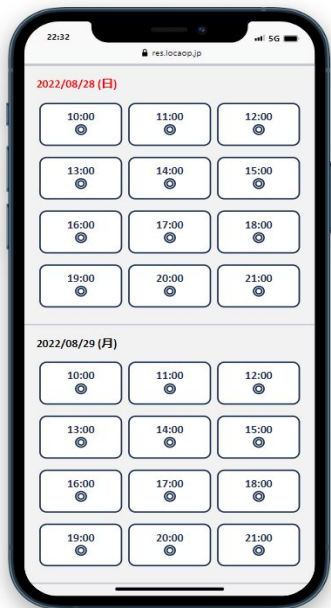 22:32 5G
res.locaop.jp
2022/08/28 (日)
10:00 11:00 12:00
◎ ◎ ◎
13:00 14:00 15:00
◎ ◎ ◎
16:00 17:00 18:00
◎ ◎ ◎
19:00 20:00 21:00
◎ ◎ ◎
2022/08/29 (月)
10:00 11:00 12:00
◎ ◎ ◎
13:00 14:00 15:00
◎ ◎ ◎
16:00 17:00 18:00
◎ ◎ ◎
19:00 20:00 21:00
◎ ◎ ◎